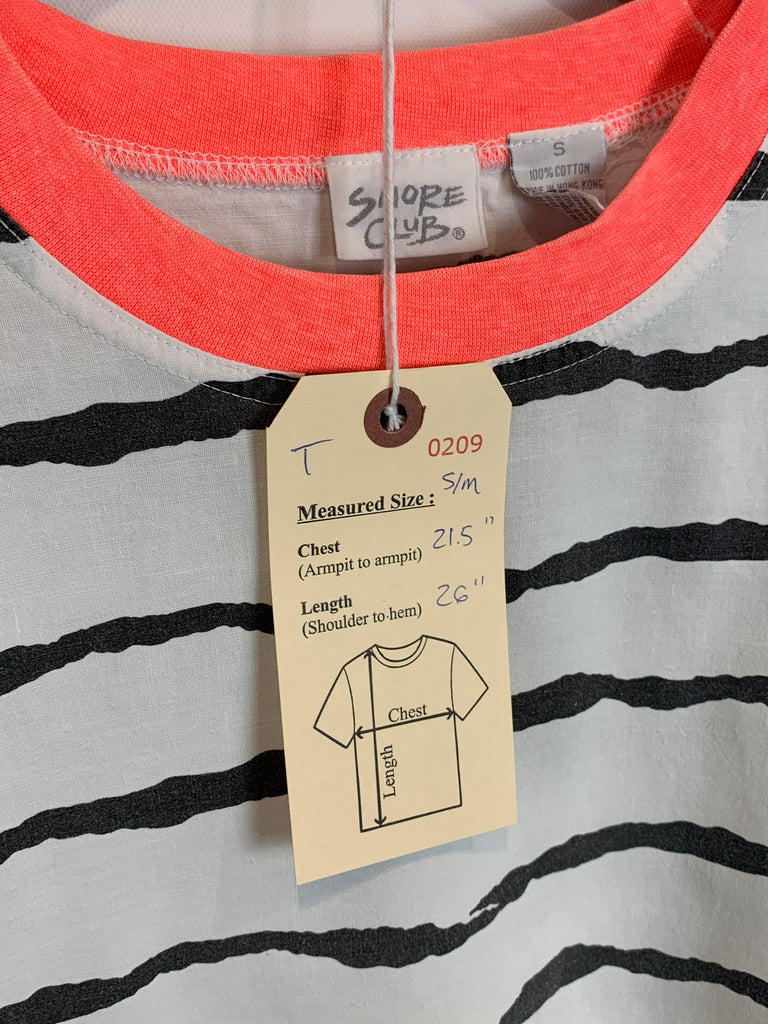 SHORE
CLUB®
S
100% COTTON
MADE IN HONG KONG
T
0209
S/M
Measured Size :
Chest 21.5"
(Armpit to armpit)
Length 26"
(Shoulder to hem)
Chest
Length